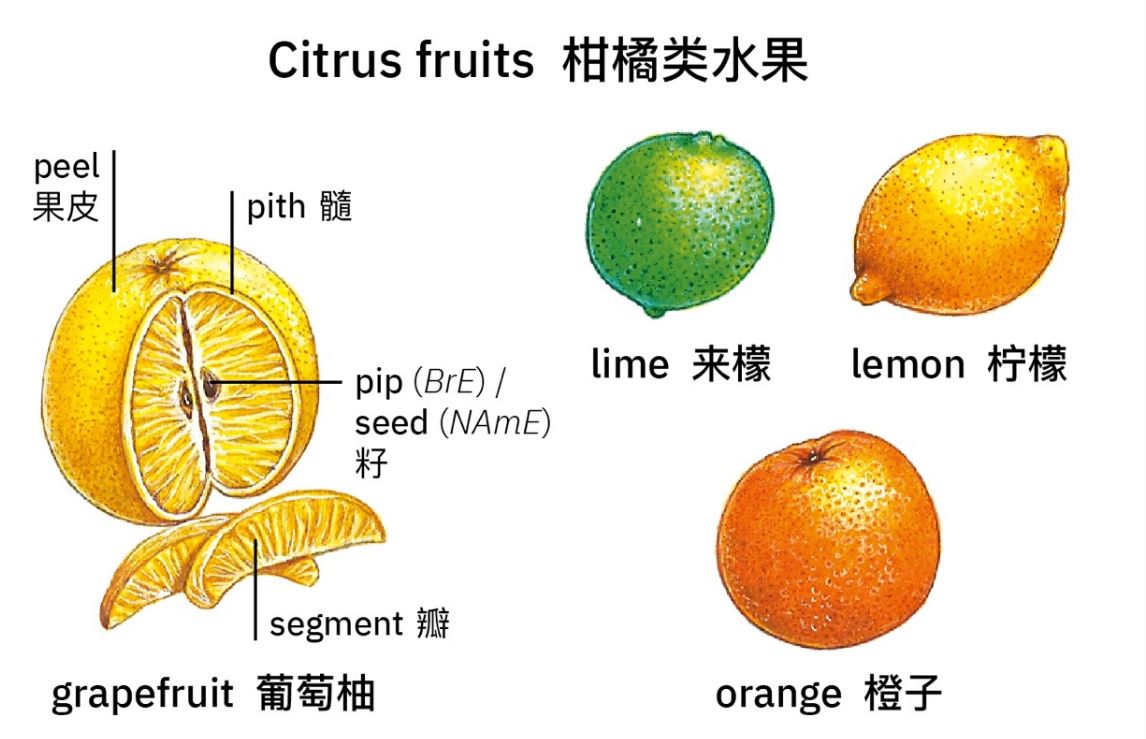 Citrus fruits 柑橘类水果
peel
果皮
pith 髓
pip (BrE) /
seed (NAmE)
籽
segment 瓣
grapefruit 葡萄柚
lime 来檬
lemon 柠檬
orange 橙子